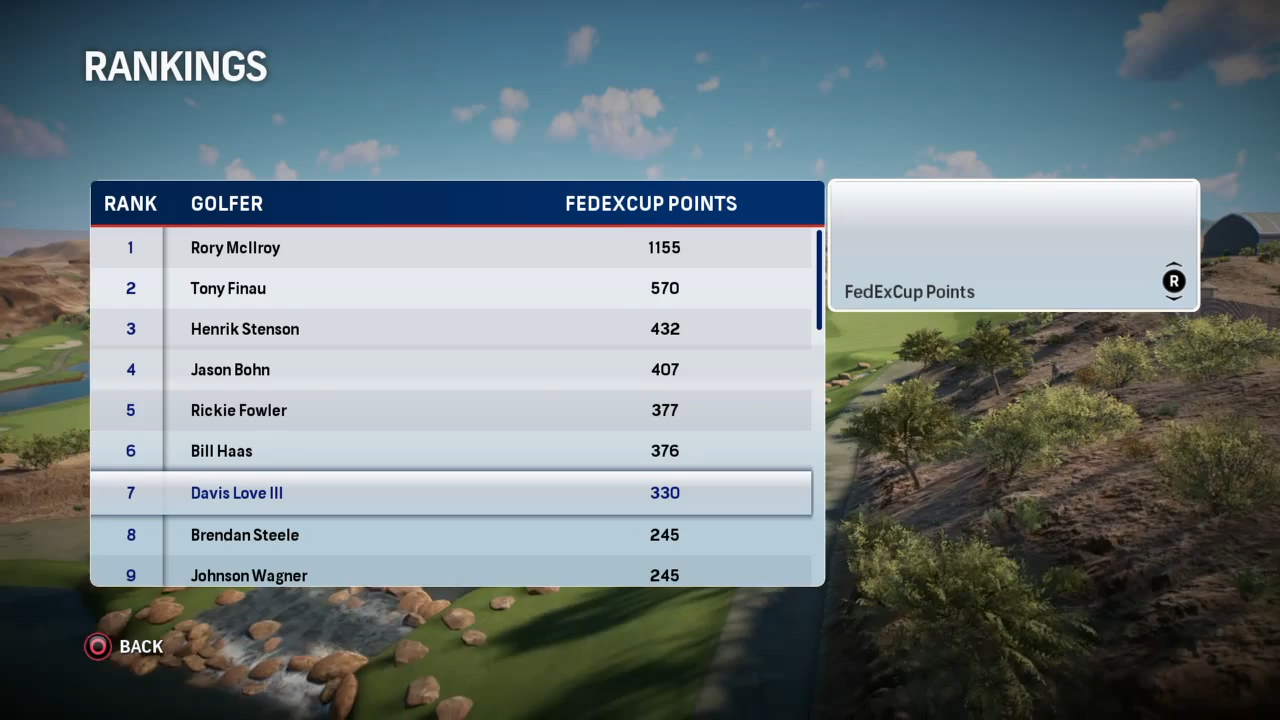 RANKINGS
RANK GOLFER FEDEXCUP POINTS
1 Rory McIlroy 1155
2 Tony Finau 570
3 Henrik Stenson 432
4 Jason Bohn 407
5 Rickie Fowler 377
6 Bill Haas 376
7 Davis Love III 330
8 Brendan Steele 245
9 Johnson Wagner 245
FedExCup Points
R
BACK